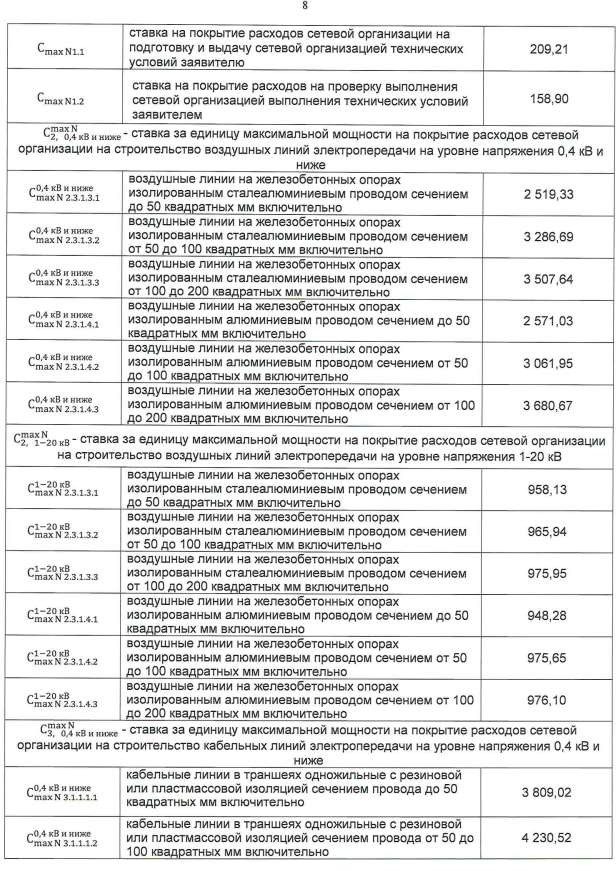 8
C max N1.1
ставка на покрытие расходов сетевой организации на
подготовку и выдачу сетевой организацией технических
условий заявителю
209,21
C max N1.2
ставка на покрытие расходов на проверку выполнения
сетевой организацией выполнения технических условий
заявителем
158,90
C max N 2, 0,4 кВ и ниже - ставка за единицу максимальной мощности на покрытие расходов сетевой
организации на строительство воздушных линий электропередачи на уровне напряжения 0,4 кВ и
ниже
C 0,4 кВ и ниже max N 2.3.1.3.1
воздушные линии на железобетонных опорах
изолированным сталеалюминиевым проводом сечением
до 50 квадратных мм включительно
2 519,33
C 0,4 кВ и ниже max N 2.3.1.3.2
воздушные линии на железобетонных опорах
изолированным сталеалюминиевым проводом сечением
от 50 до 100 квадратных мм включительно
3 286,69
C 0,4 кВ и ниже max N 2.3.1.3.3
воздушные линии на железобетонных опорах
изолированным сталеалюминиевым проводом сечением
от 100 до 200 квадратных мм включительно
3 507,64
C 0,4 кВ и ниже max N 2.3.1.4.1
воздушные линии на железобетонных опорах
изолированным алюминиевым проводом сечением до 50
квадратных мм включительно
2 571,03
C 0,4 кВ и ниже max N 2.3.1.4.2
воздушные линии на железобетонных опорах
изолированным алюминиевым проводом сечением от 50
до 100 квадратных мм включительно
3 061,95
C 0,4 кВ и ниже max N 2.3.1.4.3
воздушные линии на железобетонных опорах
изолированным алюминиевым проводом сечением от 100
до 200 квадратных мм включительно
3 680,67
C max N 2, 1–20 кВ - ставка за единицу максимальной мощности на покрытие расходов сетевой организации
на строительство воздушных линий электропередачи на уровне напряжения 1-20 кВ
C 1–20 кВ max N 2.3.1.3.1
воздушные линии на железобетонных опорах
изолированным сталеалюминиевым проводом сечением
до 50 квадратных мм включительно
958,13
C 1–20 кВ max N 2.3.1.3.2
воздушные линии на железобетонных опорах
изолированным сталеалюминиевым проводом сечением
от 50 до 100 квадратных мм включительно
965,94
C 1–20 кВ max N 2.3.1.3.3
воздушные линии на железобетонных опорах
изолированным сталеалюминиевым проводом сечением
от 100 до 200 квадратных мм включительно
975,95
C 1–20 кВ max N 2.3.1.4.1
воздушные линии на железобетонных опорах
изолированным алюминиевым проводом сечением до 50
квадратных мм включительно
948,28
C 1–20 кВ max N 2.3.1.4.2
воздушные линии на железобетонных опорах
изолированным алюминиевым проводом сечением от 50
до 100 квадратных мм включительно
975,65
C 1–20 кВ max N 2.3.1.4.3
воздушные линии на железобетонных опорах
изолированным алюминиевым проводом сечением от 100
до 200 квадратных мм включительно
976,10
C max N 3, 0,4 кВ и ниже - ставка за единицу максимальной мощности на покрытие расходов сетевой
организации на строительство кабельных линий электропередачи на уровне напряжения 0,4 кВ и
ниже
C 0,4 кВ и ниже max N 3.1.1.1.1
кабельные линии в траншеях одножильные с резиновой
или пластмассовой изоляцией сечением провода до 50
квадратных мм включительно
3 809,02
C 0,4 кВ и ниже max N 3.1.1.1.2
кабельные линии в траншеях одножильные с резиновой
или пластмассовой изоляцией сечением провода от 50 до
100 квадратных мм включительно
4 230,52